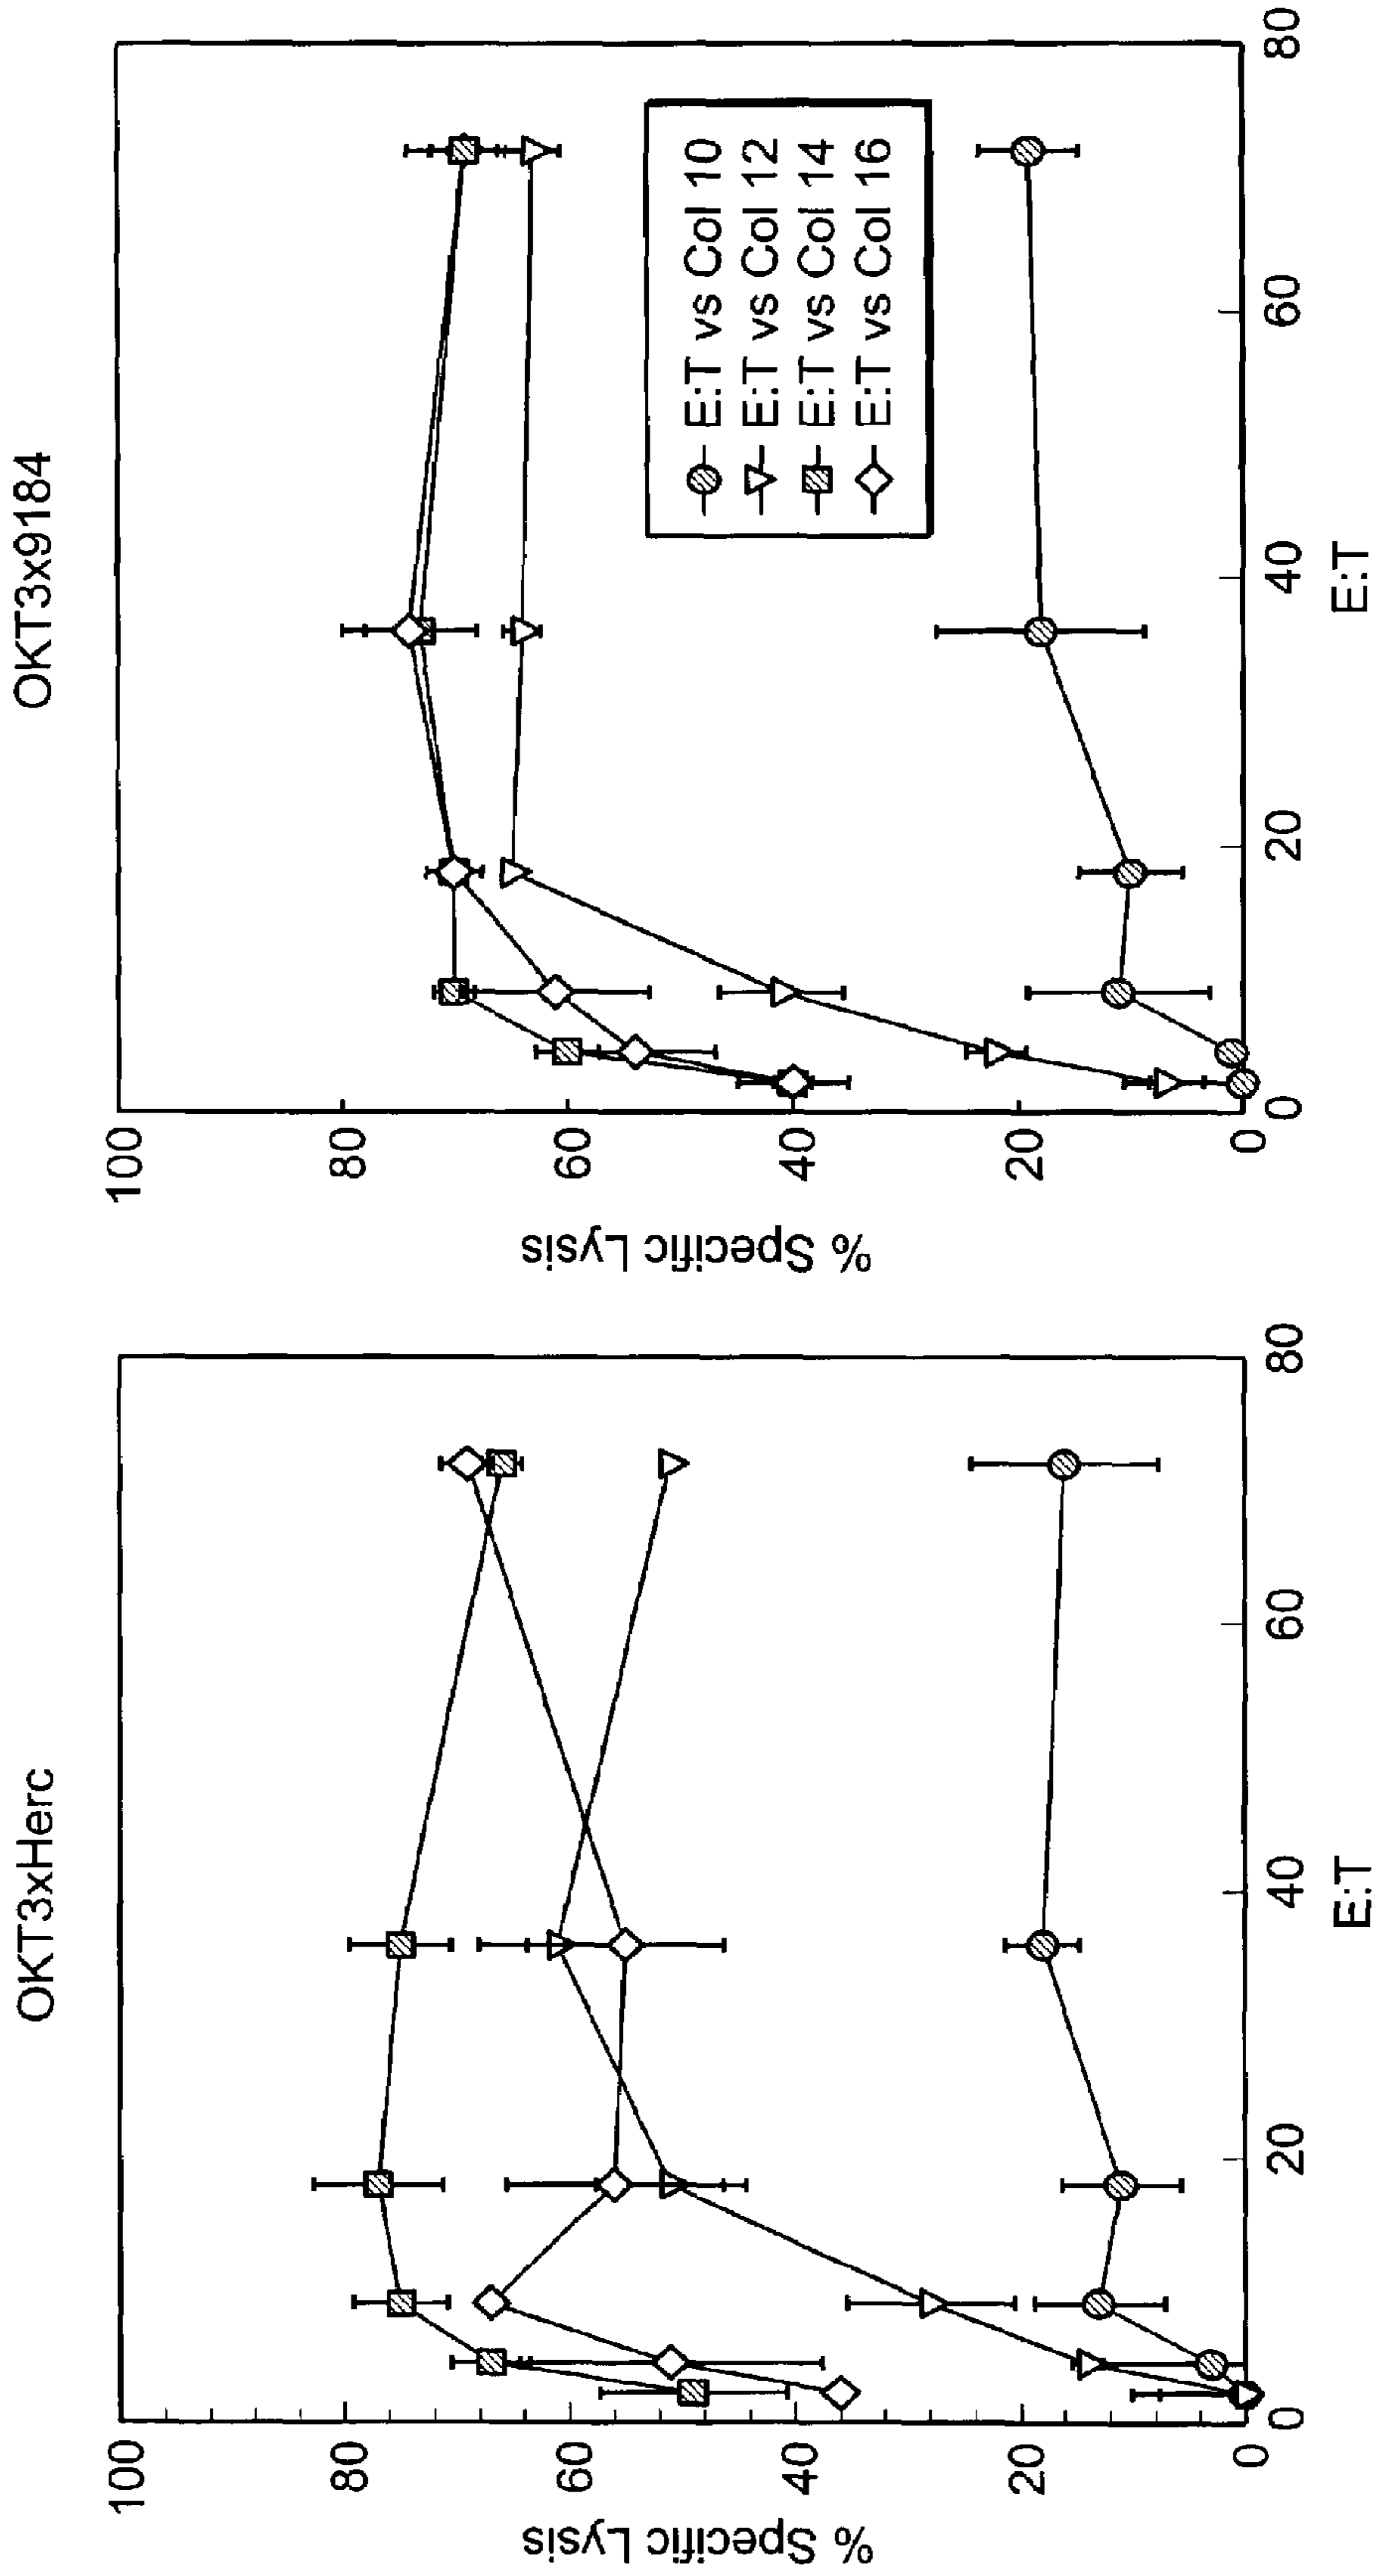 OKT3xHerc
% Specific Lysis
100
80
60
40
20
0
0
20
40
60
80
E:T
OKT3x9184
% Specific Lysis
100
80
60
40
20
0
0
20
40
60
80
E:T
E:T vs Col 10
E:T vs Col 12
E:T vs Col 14
E:T vs Col 16